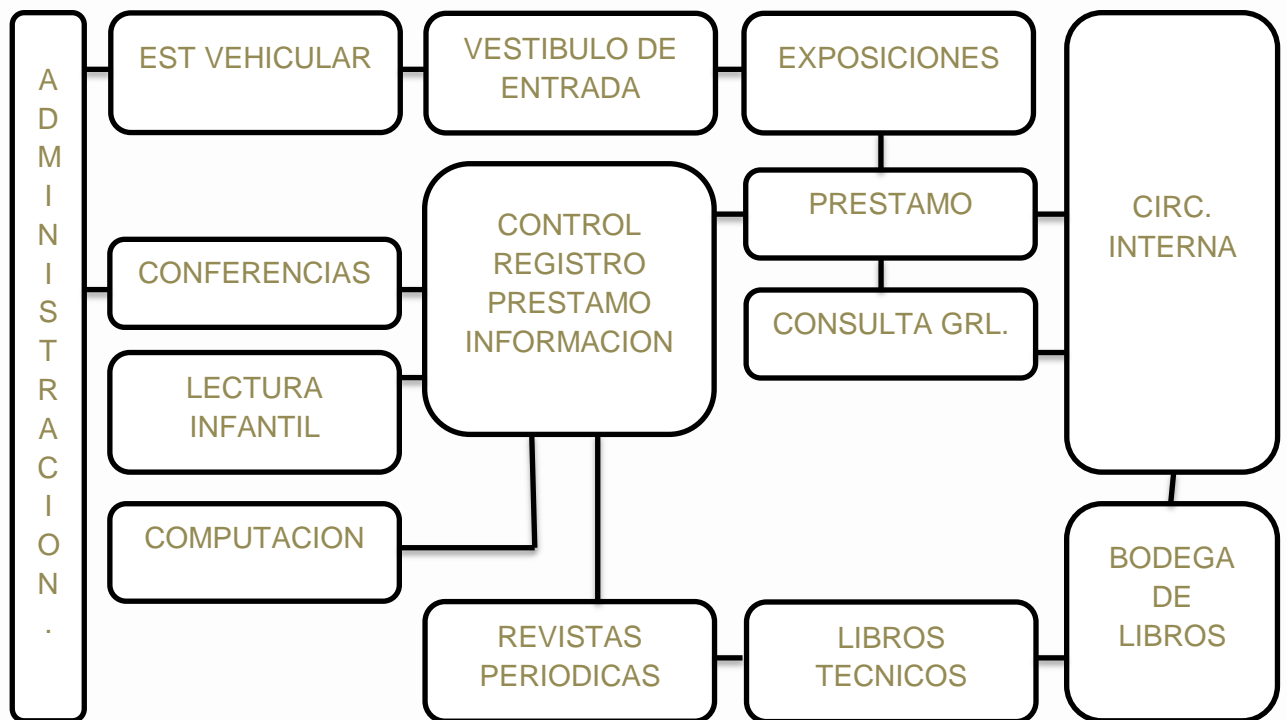 ADMINISTRACION.
EST VEHICULAR
VESTIBULO DE
ENTRADA
EXPOSICIONES
CONTROL
REGISTRO
PRESTAMO
INFORMACION
PRESTAMO
CIRC.
INTERNA
CONFERENCIAS
CONSULTA GRL.
LECTURA
INFANTIL
COMPUTACION
REVISTAS
PERIODICAS
LIBROS
TECNICOS
BODEGA
DE
LIBROS